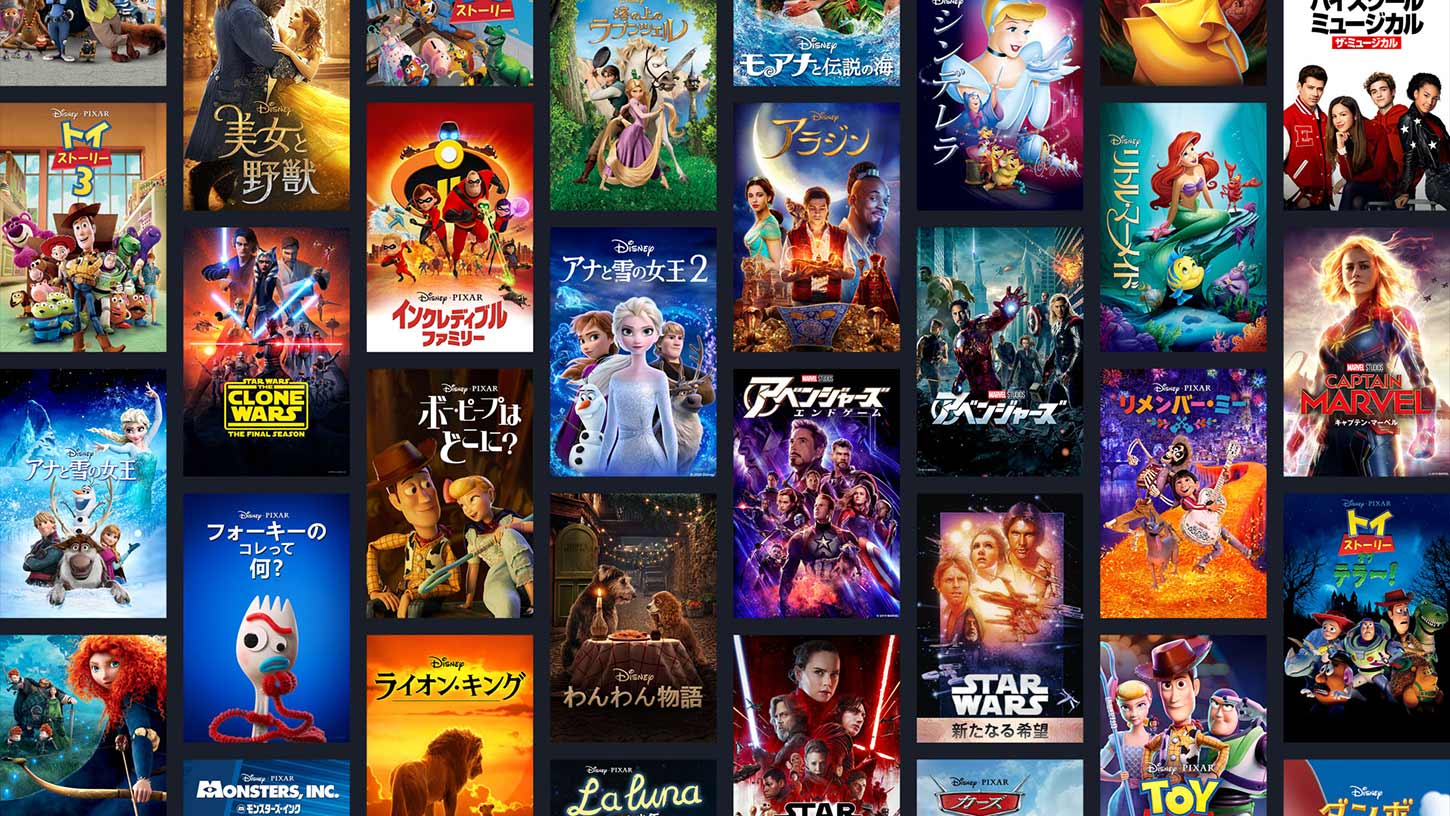 Disney · PIXAR
トイ
ストーリー
3
Disney
アナと雪の女王
Disney
美女と
野獣
STAR WARS
THE
CLONE
WARS
THE FINAL SEASON
Disney · PIXAR
フォーキーの
コレって
何?
Disney · PIXAR
MONSTERS, INC.
モンスターズ・インク
ストーリー
Disney · PIXAR
インクレディブル
ファミリー
Disney · PIXAR
ボー・ピープは
どこに?
Disney
ライオン・キング
塔の上の
ラプンツェル
Disney
アナと雪の女王2
Disney
わんわん物語
Disney · PIXAR
La luna
Disney
モアナと伝説の海
Disney
アラジン
MARVEL STUDIOS
アベンジャーズ
エンドゲーム
STAR
Disney
シンデレラ
MARVEL STUDIOS
アベンジャーズ
STAR
WARS
新たなる希望
Disney · PIXAR
カーズ
Disney
リトル・マーメイド
Disney · PIXAR
リメンバー・ミー
Disney · PIXAR
TOY
ハイスクール
ミュージカル
ザ・ミュージカル
E
MARVEL STUDIOS
CAPTAIN
MARVEL
キャプテン・マーベル
Disney · PIXAR
トイ
ストーリー
テラー!
Disney
ダンボ